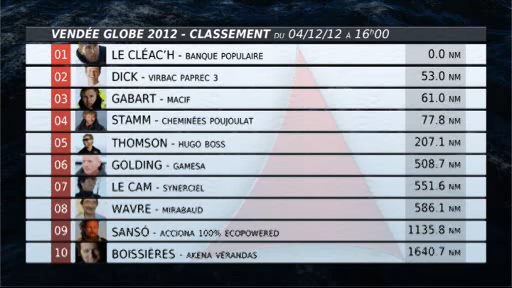 VENDÉE GLOBE 2012 - CLASSEMENT DU 04/12/12 À 16h00
01 LE CLÉAC'H - BANQUE POPULAIRE 0.0 NM
02 DICK - VIRBAC PAPREC 3 53.0 NM
03 GABART - MACIF 61.0 NM
04 STAMM - CHEMINÉES POUJOULAT 77.8 NM
05 THOMSON - HUGO BOSS 207.1 NM
06 GOLDING - GAMESA 508.7 NM
07 LE CAM - SYNERCIEL 551.6 NM
08 WAVRE - MIRABAUD 586.1 NM
09 SANSÓ - ACCIONA 100% ECOPOWERED 1135.8 NM
10 BOISSIÈRES - AKENA VÉRANDAS 1640.7 NM